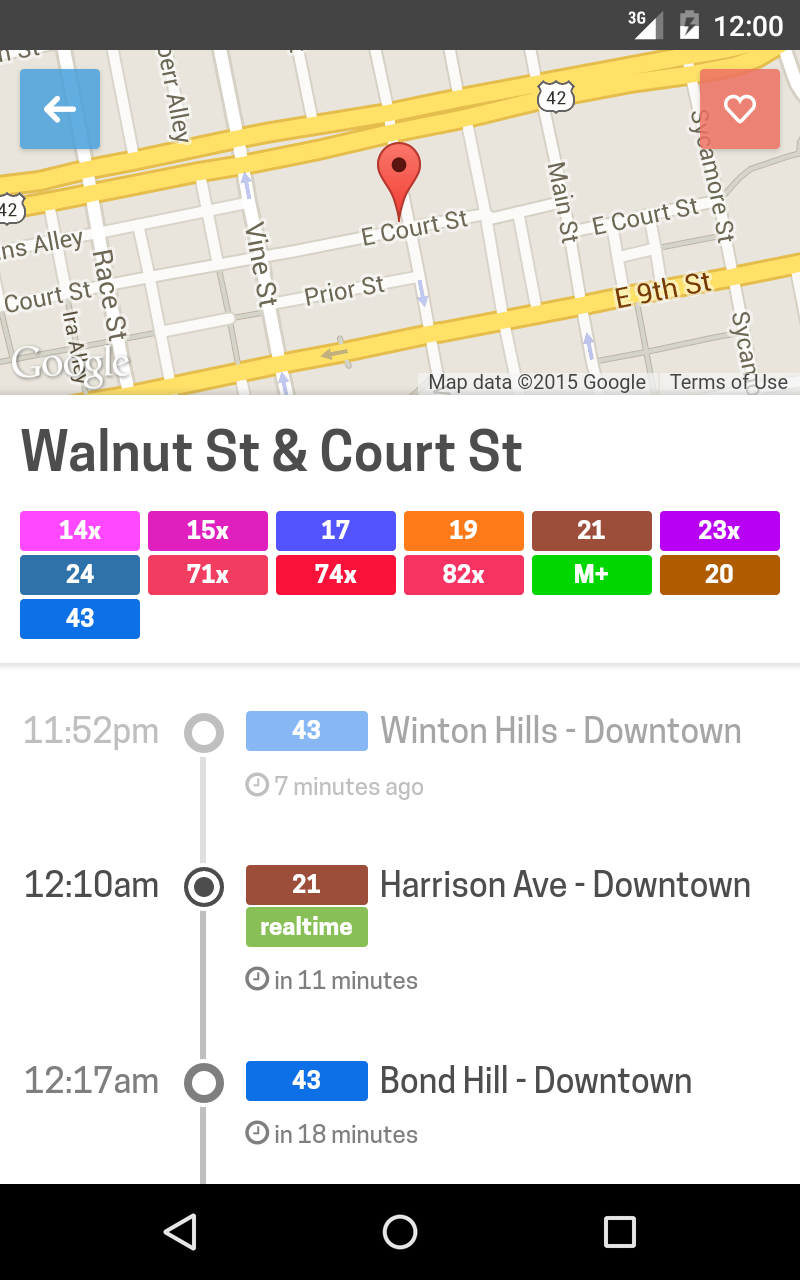 3G 12:00
n St
berr Alley
42
Sycamore St
42
Main St
E Court St
E Court St
ns Alley
Vine St
Race St
Court St
Prior St
E 9th St
Ira Alley
Sycamo
Google
Map data ©2015 Google Terms of Use
Walnut St & Court St
14x 15x 17 19 21 23x
24 71x 74x 82x M+ 20
43
11:52pm 43 Winton Hills - Downtown
7 minutes ago
12:10am 21 Harrison Ave - Downtown
realtime
in 11 minutes
12:17am 43 Bond Hill - Downtown
in 18 minutes